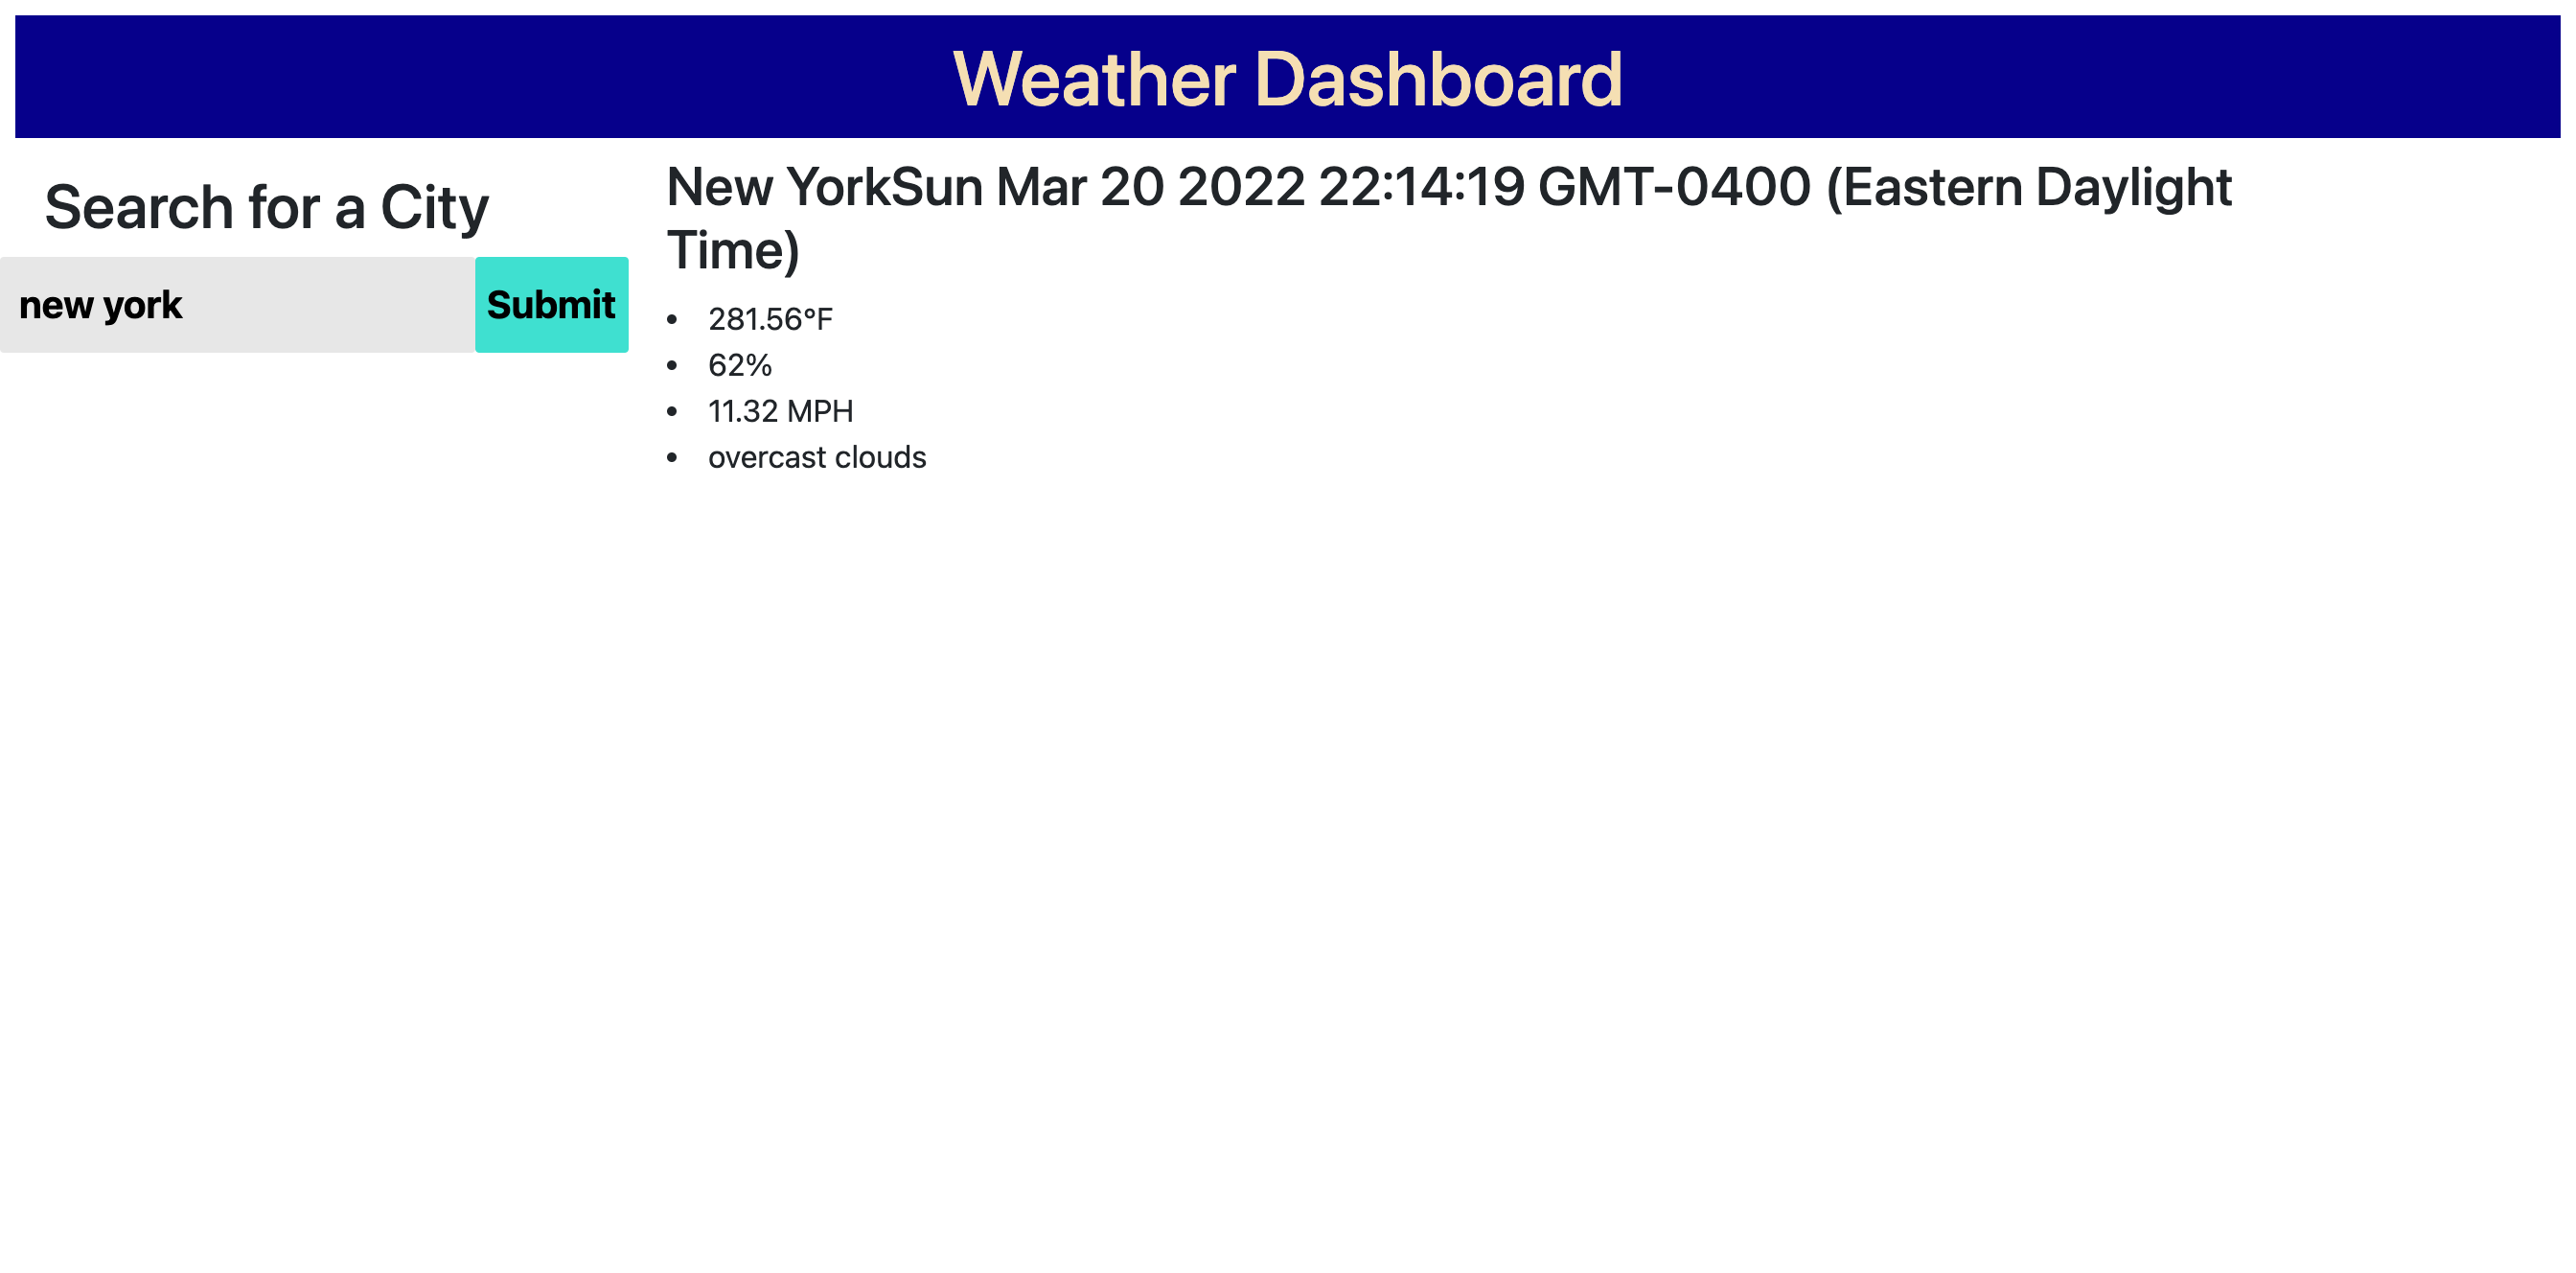 Weather Dashboard
Search for a City
new york
Submit
New YorkSun Mar 20 2022 22:14:19 GMT-0400 (Eastern Daylight
Time)
• 281.56°F
• 62%
• 11.32 MPH
• overcast clouds